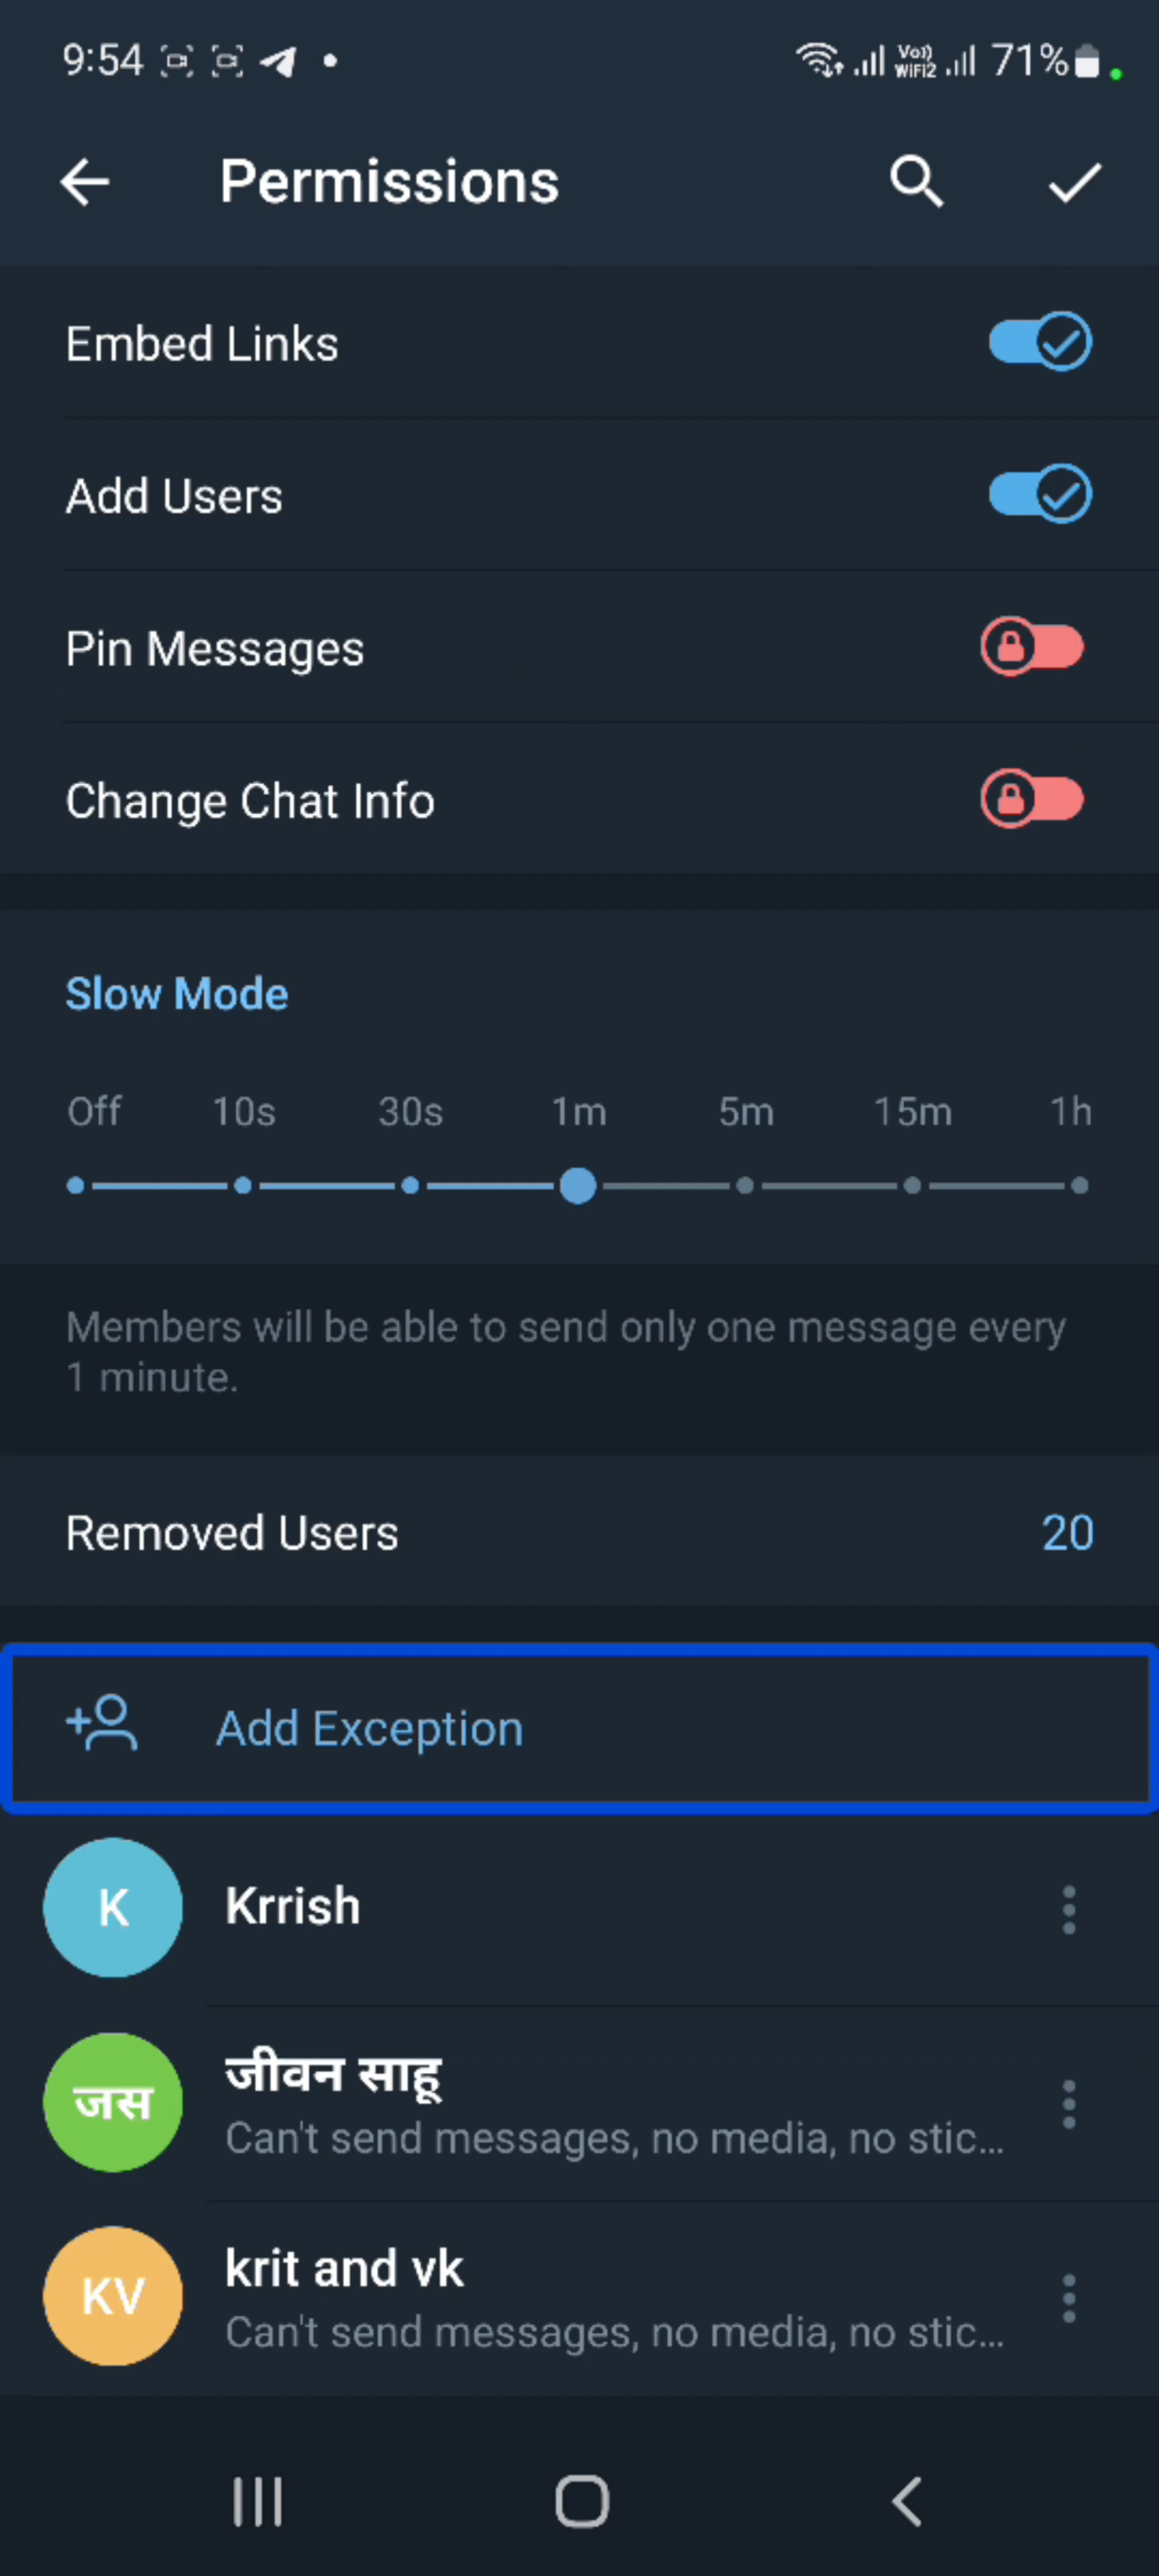 9:54
Vo)) WiFi2 71%
Permissions
Embed Links
Add Users
Pin Messages
Change Chat Info
Slow Mode
Off 10s 30s 1m 5m 15m 1h
Members will be able to send only one message every
1 minute.
Removed Users 20
Add Exception
K
Krrish
जस
जीवन साहू
Can't send messages, no media, no stic...
KV
krit and vk
Can't send messages, no media, no stic...